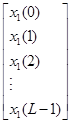 x₁(0)
x₁(1)
x₁(2)
⋮
x₁(L-1)